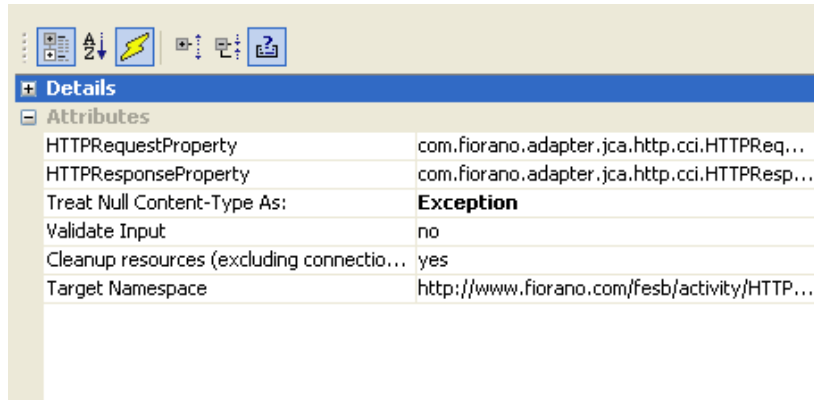 Details
Attributes
HTTPRequestProperty com.fiorano.adapter.jca.http.cci.HTTPReq...
HTTPResponseProperty com.fiorano.adapter.jca.http.cci.HTTPResp...
Treat Null Content-Type As: Exception
Validate Input no
Cleanup resources (excluding connectio... yes
Target Namespace http://www.fiorano.com/fesb/activity/HTTP...